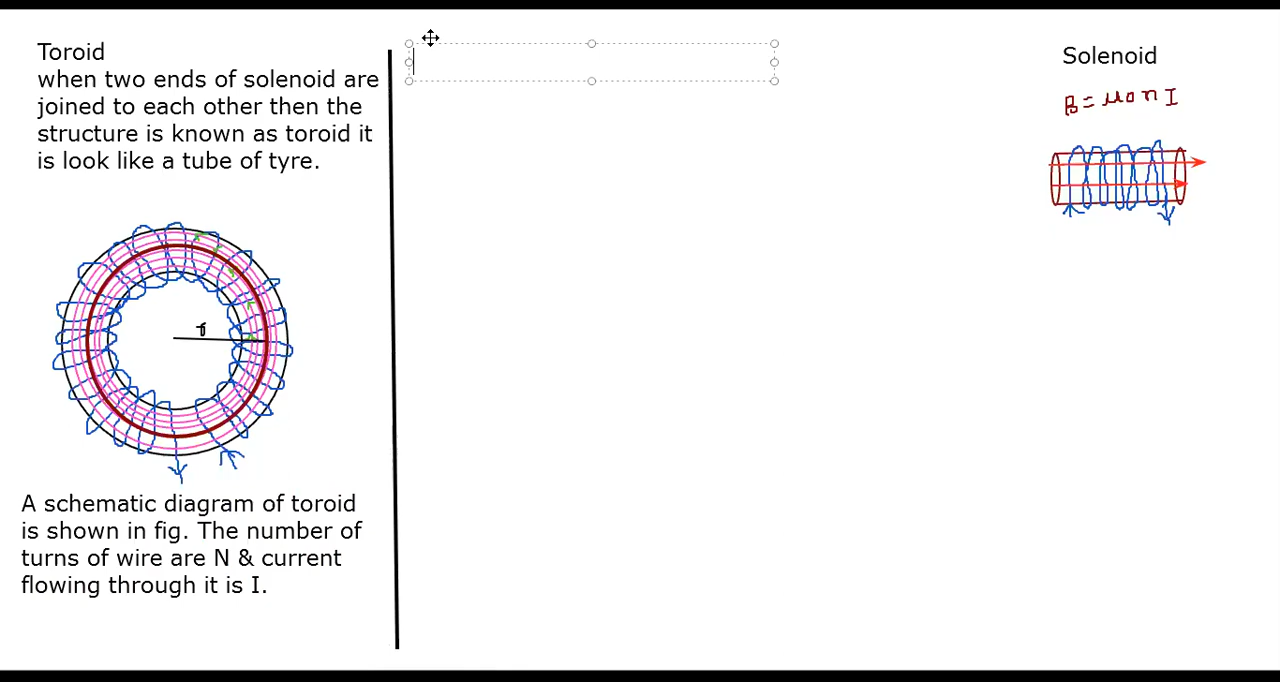 Toroid
when two ends of solenoid are
joined to each other then the
structure is known as toroid it
is look like a tube of tyre.
r
A schematic diagram of toroid
is shown in fig. The number of
turns of wire are N & current
flowing through it is I.
Solenoid
B = μo n I